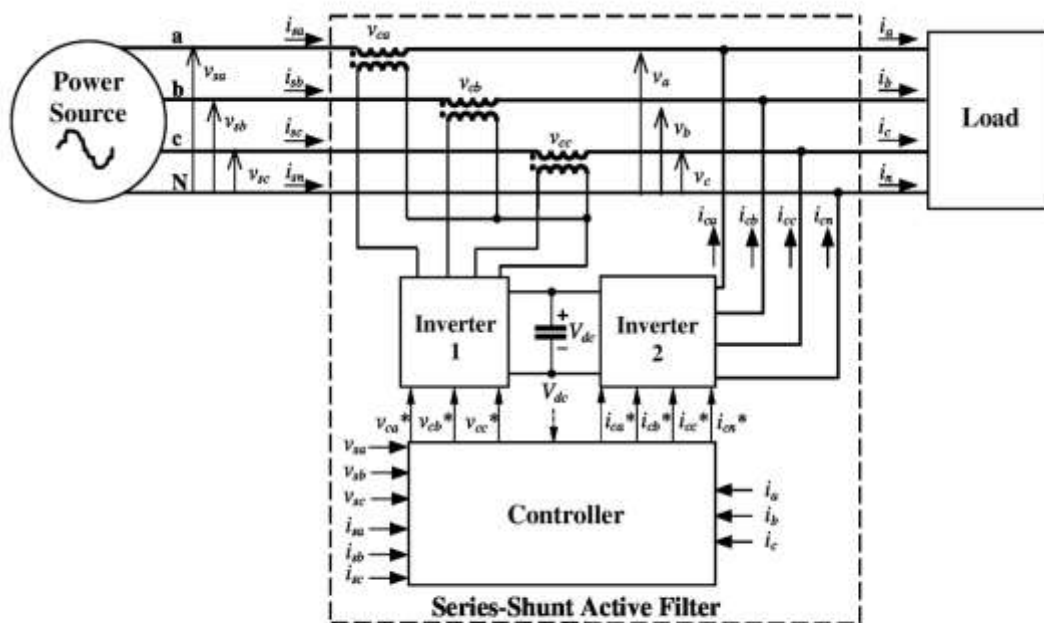 a i_sa v_ca i_a
Power Source
v_sa
b i_sb v_cb v_a i_b
Load
v_sb
c i_sc v_cc v_b i_c
v_sc
N i_sn v_c i_n
i_ca i_cb i_cc i_cn
Inverter 1
+
V_dc
−
Inverter 2
V_dc
v_ca* v_cb* v_cc* i_ca* i_cb* i_cc* i_cn*
v_sa
v_sb
v_sc
i_sa
i_sb
i_sc
Controller
i_a
i_b
i_c
Series-Shunt Active Filter